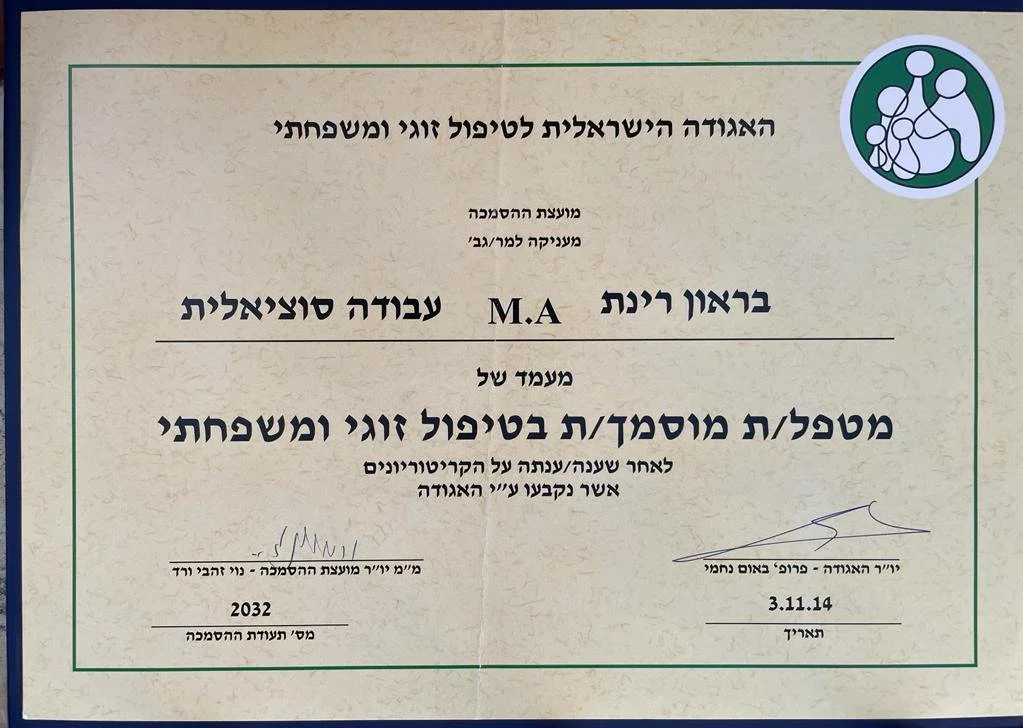 האגודה הישראלית לטיפול זוגי ומשפחתי
מועצת ההסמכה
מעניקה למר/גב'
בראון רינת M.A עבודה סוציאלית
מעמד של
מטפל/ת מוסמך/ת בטיפול זוגי ומשפחתי
לאחר שענה/ענתה על הקריטוריונים
אשר נקבעו ע"י האגודה
יו"ר האגודה - פרופ' באום נחמי
מ"מ יו"ר מועצת ההסמכה - נוי זהבי ורד
3.11.14
תאריך
2032
מס' תעודת ההסמכה